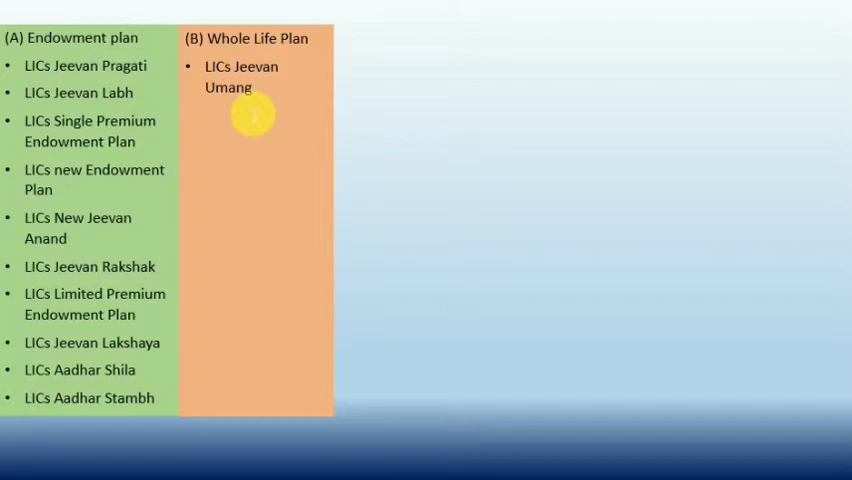 (A) Endowment plan
• LICs Jeevan Pragati
• LICs Jeevan Labh
• LICs Single Premium
Endowment Plan
• LICs new Endowment
Plan
• LICs New Jeevan
Anand
• LICs Jeevan Rakshak
• LICs Limited Premium
Endowment Plan
• LICs Jeevan Lakshaya
• LICs Aadhar Shila
• LICs Aadhar Stambh
(B) Whole Life Plan
• LICs Jeevan
Umang